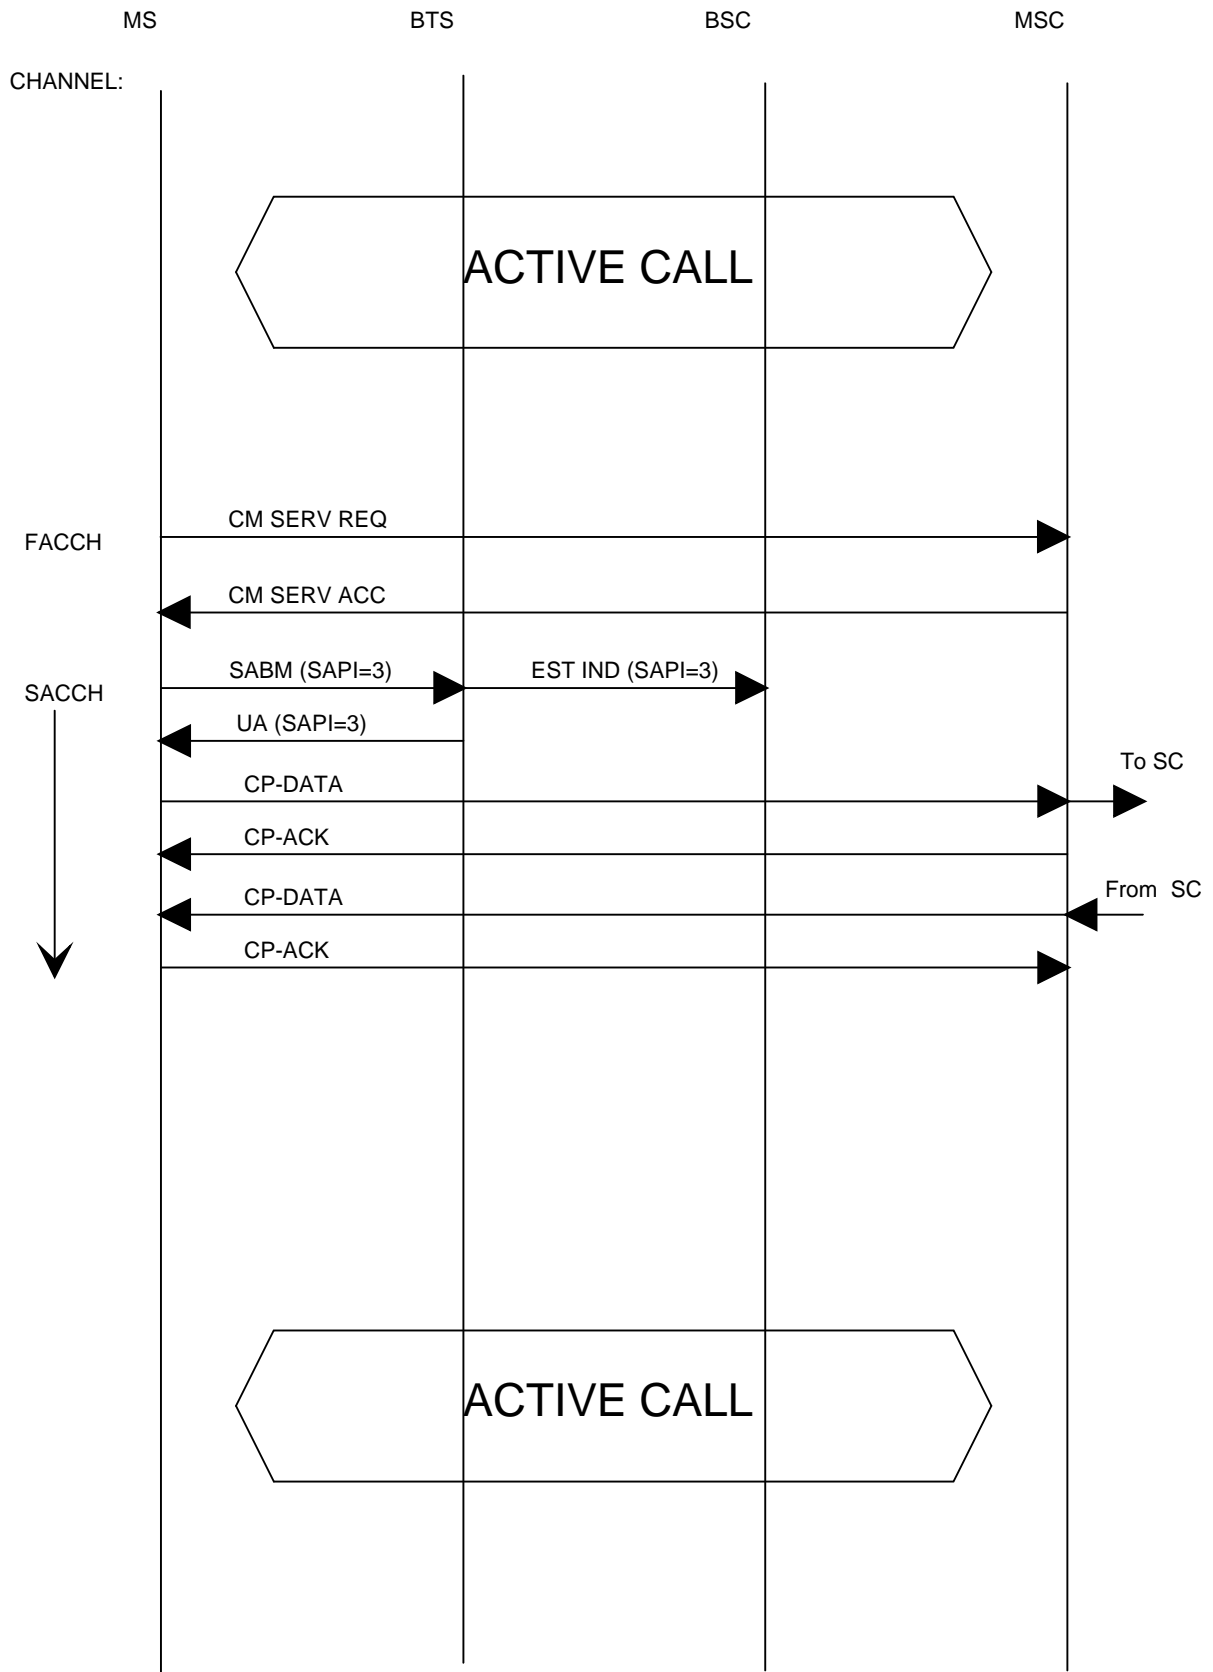 MS BTS BSC MSC
CHANNEL:
ACTIVE CALL
CM SERV REQ
FACCH
CM SERV ACC
SABM (SAPI=3) EST IND (SAPI=3)
SACCH
UA (SAPI=3)
To SC
CP-DATA
CP-ACK
From SC
CP-DATA
CP-ACK
ACTIVE CALL